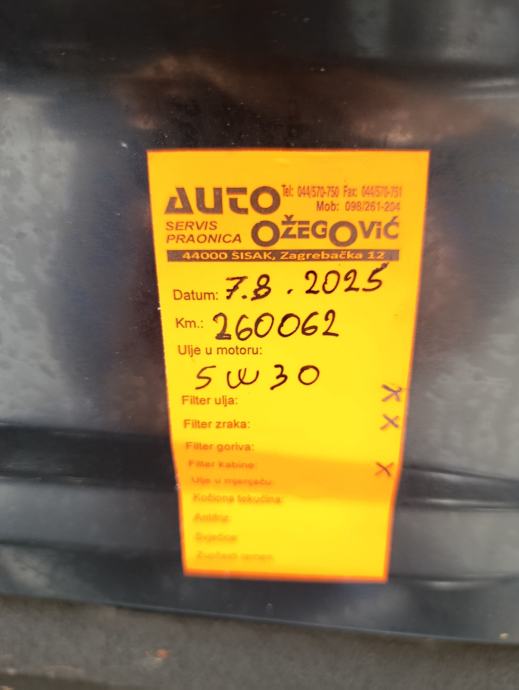 AUTO Tel: 044/570-750 Fax: 044/570-751
Mob: 098/261-204
SERVIS
PRAONICA OŽEGOVIĆ
44000 SISAK, Zagrebačka 12
Datum: 7.8.2025
Km.: 260062
Ulje u motoru:
5W30
Filter ulja: X
Filter zraka: X
Filter goriva:
Filter kabine: X
Ulje u mjenjaču:
Kočiona tekućina:
Antifriz:
Svjećice
Zupčasti remen